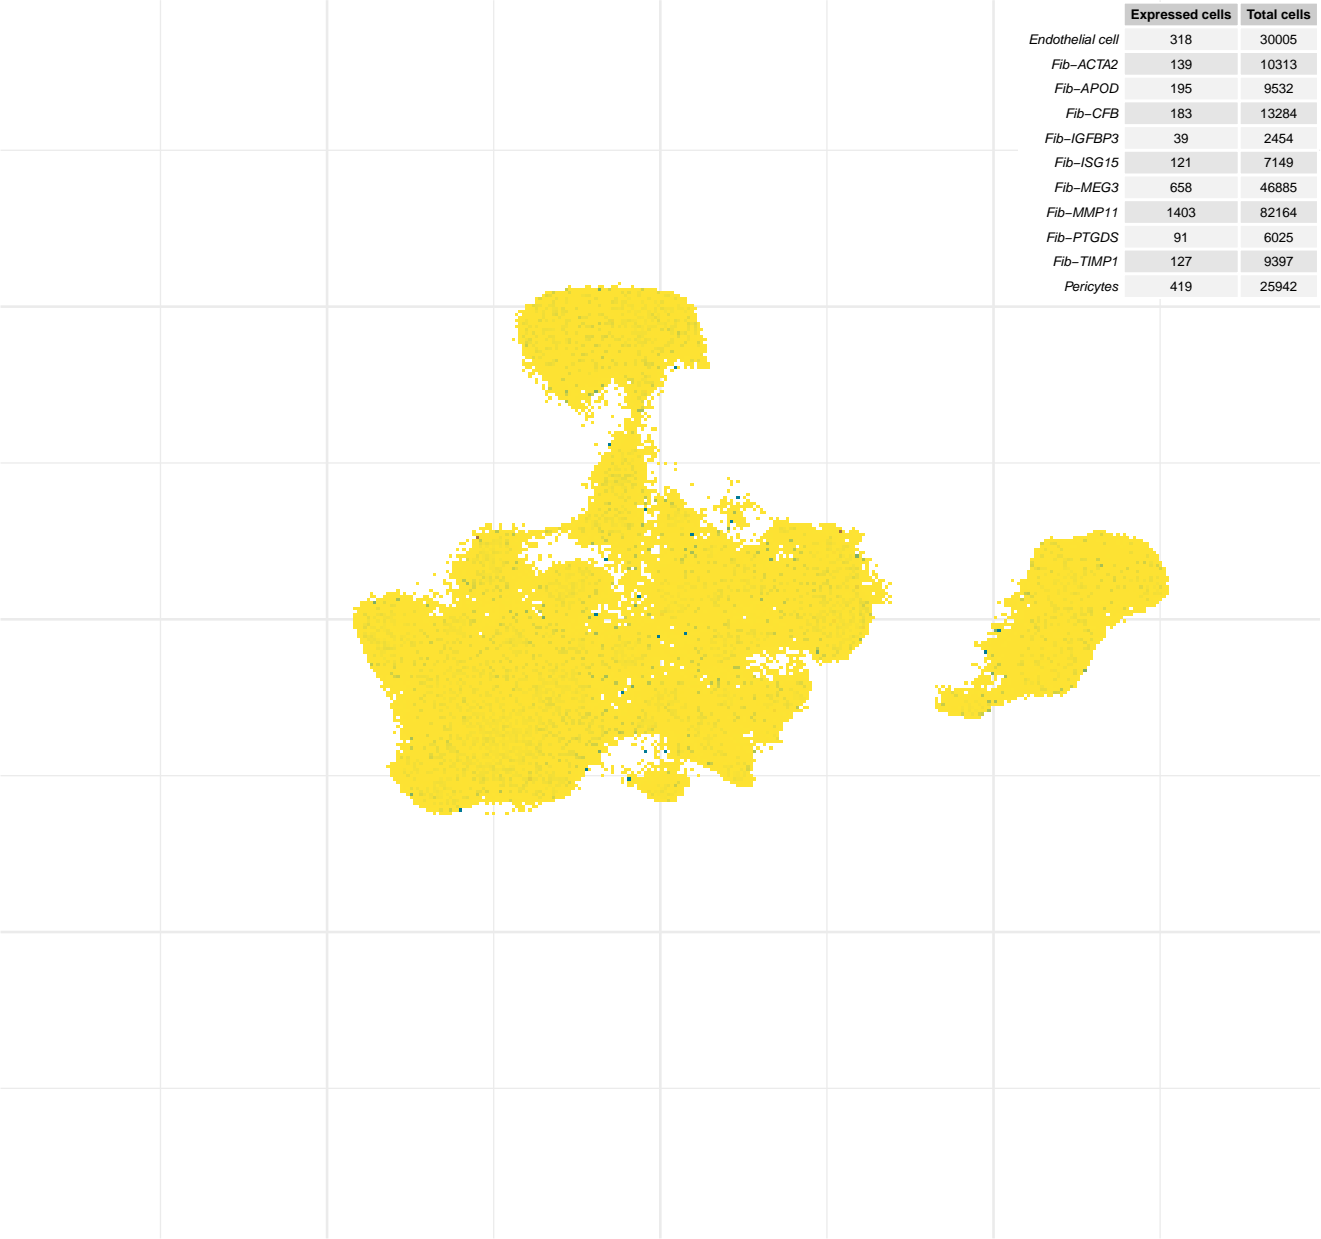 Expressed cells Total cells
Endothelial cell 318 30005
Fib−ACTA2 139 10313
Fib−APOD 195 9532
Fib−CFB 183 13284
Fib−IGFBP3 39 2454
Fib−ISG15 121 7149
Fib−MEG3 658 46885
Fib−MMP11 1403 82164
Fib−PTGDS 91 6025
Fib−TIMP1 127 9397
Pericytes 419 25942